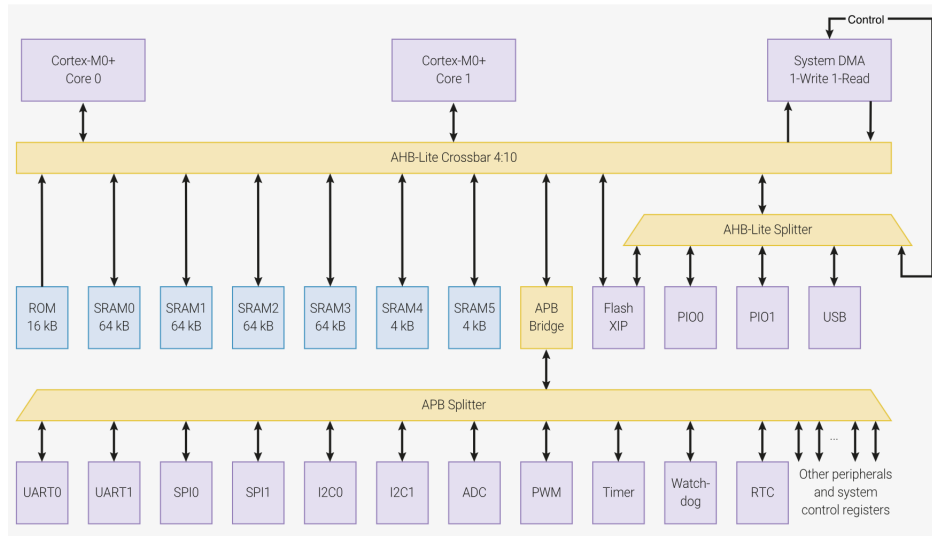 Control
Cortex-M0+
Core 0
Cortex-M0+
Core 1
System DMA
1-Write 1-Read
AHB-Lite Crossbar 4:10
AHB-Lite Splitter
ROM
16 kB
SRAM0
64 kB
SRAM1
64 kB
SRAM2
64 kB
SRAM3
64 kB
SRAM4
4 kB
SRAM5
4 kB
APB
Bridge
Flash
XIP
PIO0
PIO1
USB
APB Splitter
UART0
UART1
SPI0
SPI1
I2C0
I2C1
ADC
PWM
Timer
Watch-
dog
RTC
...
Other peripherals
and system
control registers